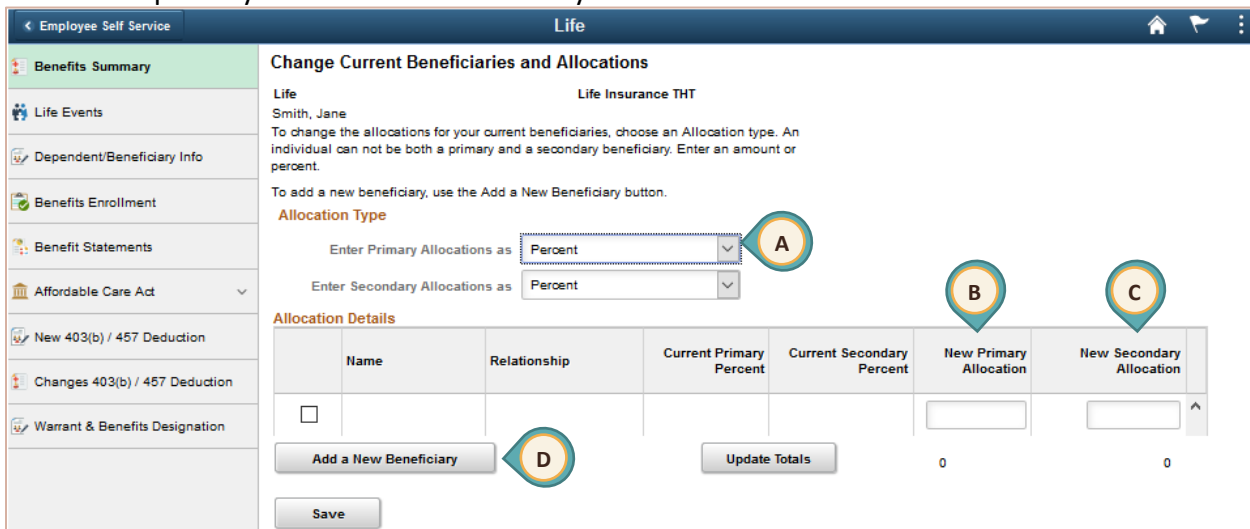 Employee Self Service
Life
Benefits Summary
Life Events
Dependent/Beneficiary Info
Benefits Enrollment
Benefit Statements
Affordable Care Act
New 403(b) / 457 Deduction
Changes 403(b) / 457 Deduction
Warrant & Benefits Designation
Change Current Beneficiaries and Allocations
Life Life Insurance THT
Smith, Jane
To change the allocations for your current beneficiaries, choose an Allocation type. An
individual can not be both a primary and a secondary beneficiary. Enter an amount or
percent.
To add a new beneficiary, use the Add a New Beneficiary button.
Allocation Type
Enter Primary Allocations as Percent A
Enter Secondary Allocations as Percent
B C
Allocation Details
Name Relationship Current Primary Percent Current Secondary Percent New Primary Allocation New Secondary Allocation
Add a New Beneficiary D Update Totals 0 0
Save